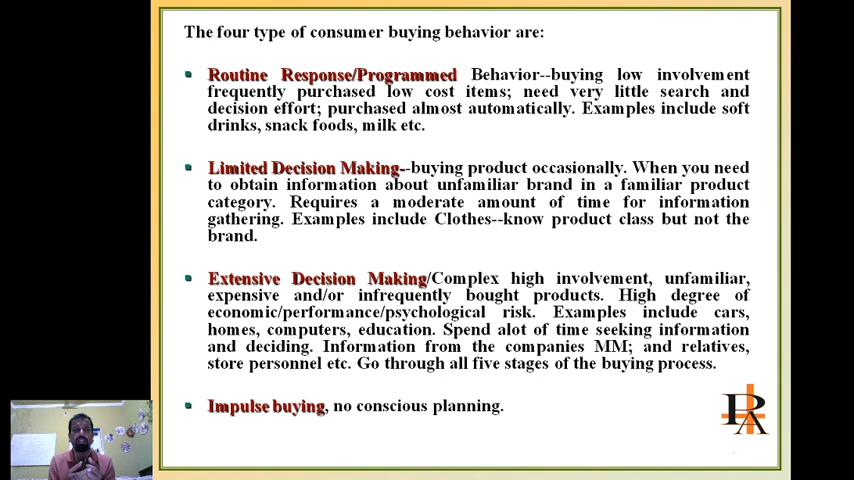 The four type of consumer buying behavior are:
Routine Response/Programmed Behavior--buying low involvement
frequently purchased low cost items; need very little search and
decision effort; purchased almost automatically. Examples include soft
drinks, snack foods, milk etc.
Limited Decision Making--buying product occasionally. When you need
to obtain information about unfamiliar brand in a familiar product
category. Requires a moderate amount of time for information
gathering. Examples include Clothes--know product class but not the
brand.
Extensive Decision Making/Complex high involvement, unfamiliar,
expensive and/or infrequently bought products. High degree of
economic/performance/psychological risk. Examples include cars,
homes, computers, education. Spend alot of time seeking information
and deciding. Information from the companies MM; and relatives,
store personnel etc. Go through all five stages of the buying process.
Impulse buying, no conscious planning.